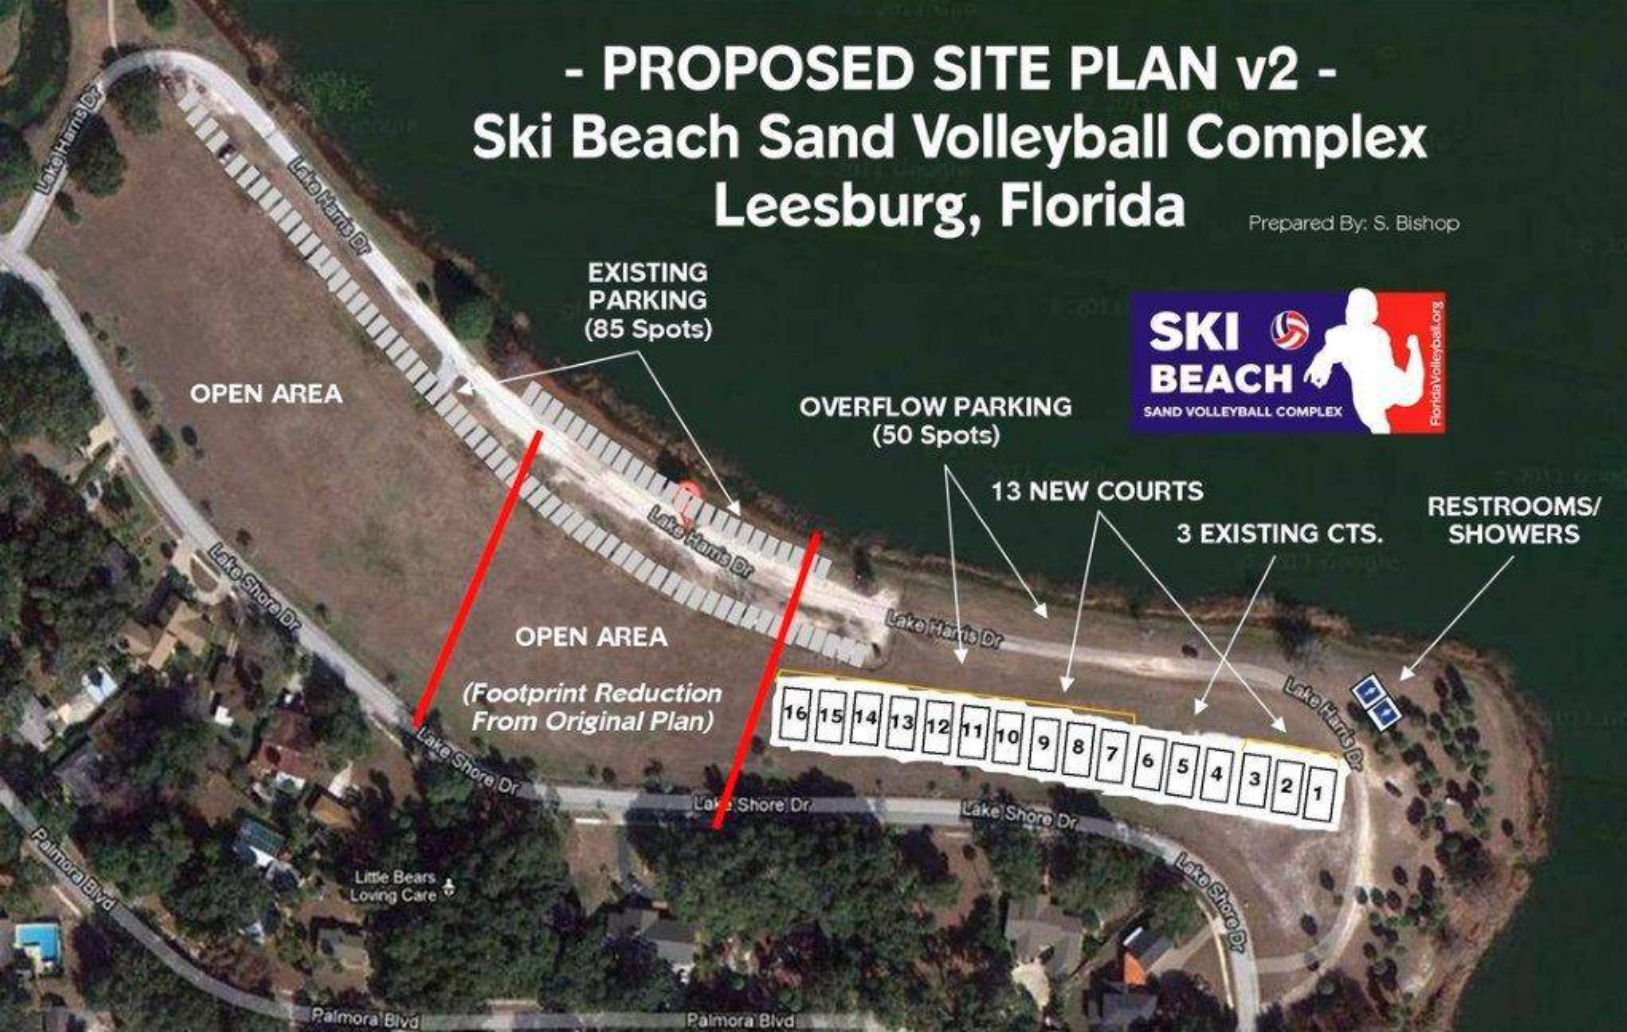 - PROPOSED SITE PLAN v2 -
Ski Beach Sand Volleyball Complex
Leesburg, Florida
Prepared By: S. Bishop
Lake Harris Dr
Lake Harris Dr
EXISTING
PARKING
(85 Spots)
SKI
BEACH
SAND VOLLEYBALL COMPLEX
FloridaVolleyball.org
OPEN AREA
OVERFLOW PARKING
(50 Spots)
13 NEW COURTS
3 EXISTING CTS.
RESTROOMS/
SHOWERS
Lake Harris Dr
Lake Shore Dr
Lake Harris Dr
OPEN AREA
(Footprint Reduction
From Original Plan)
Lake Harris Dr
16 15 14 13 12 11 10 9 8 7 6 5 4 3 2 1
Lake Shore Dr
Lake Shore Dr
Lake Shore Dr
Lake Shore Dr
Little Bears
Loving Care
Palmora Blvd
Palmora Blvd
Palmora Blvd